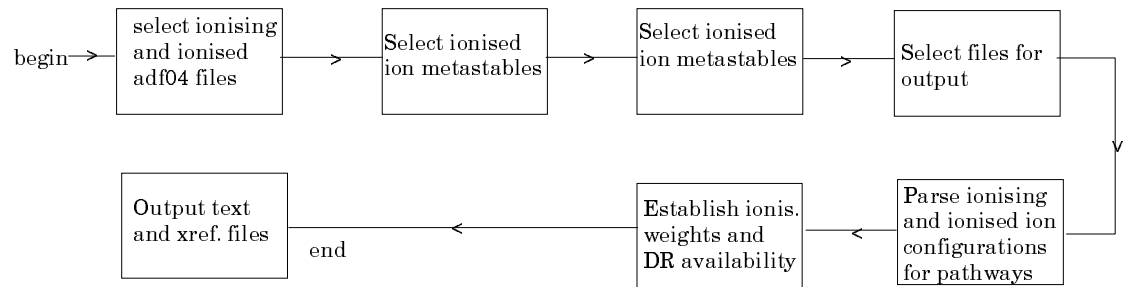 begin
select ionising
and ionised
adf04 files
Select ionised
ion metastables
Select ionised
ion metastables
Select files for
output
Parse ionising
and ionised ion
configurations
for pathways
Establish ionis.
weights and
DR availability
Output text
and xref. files
end